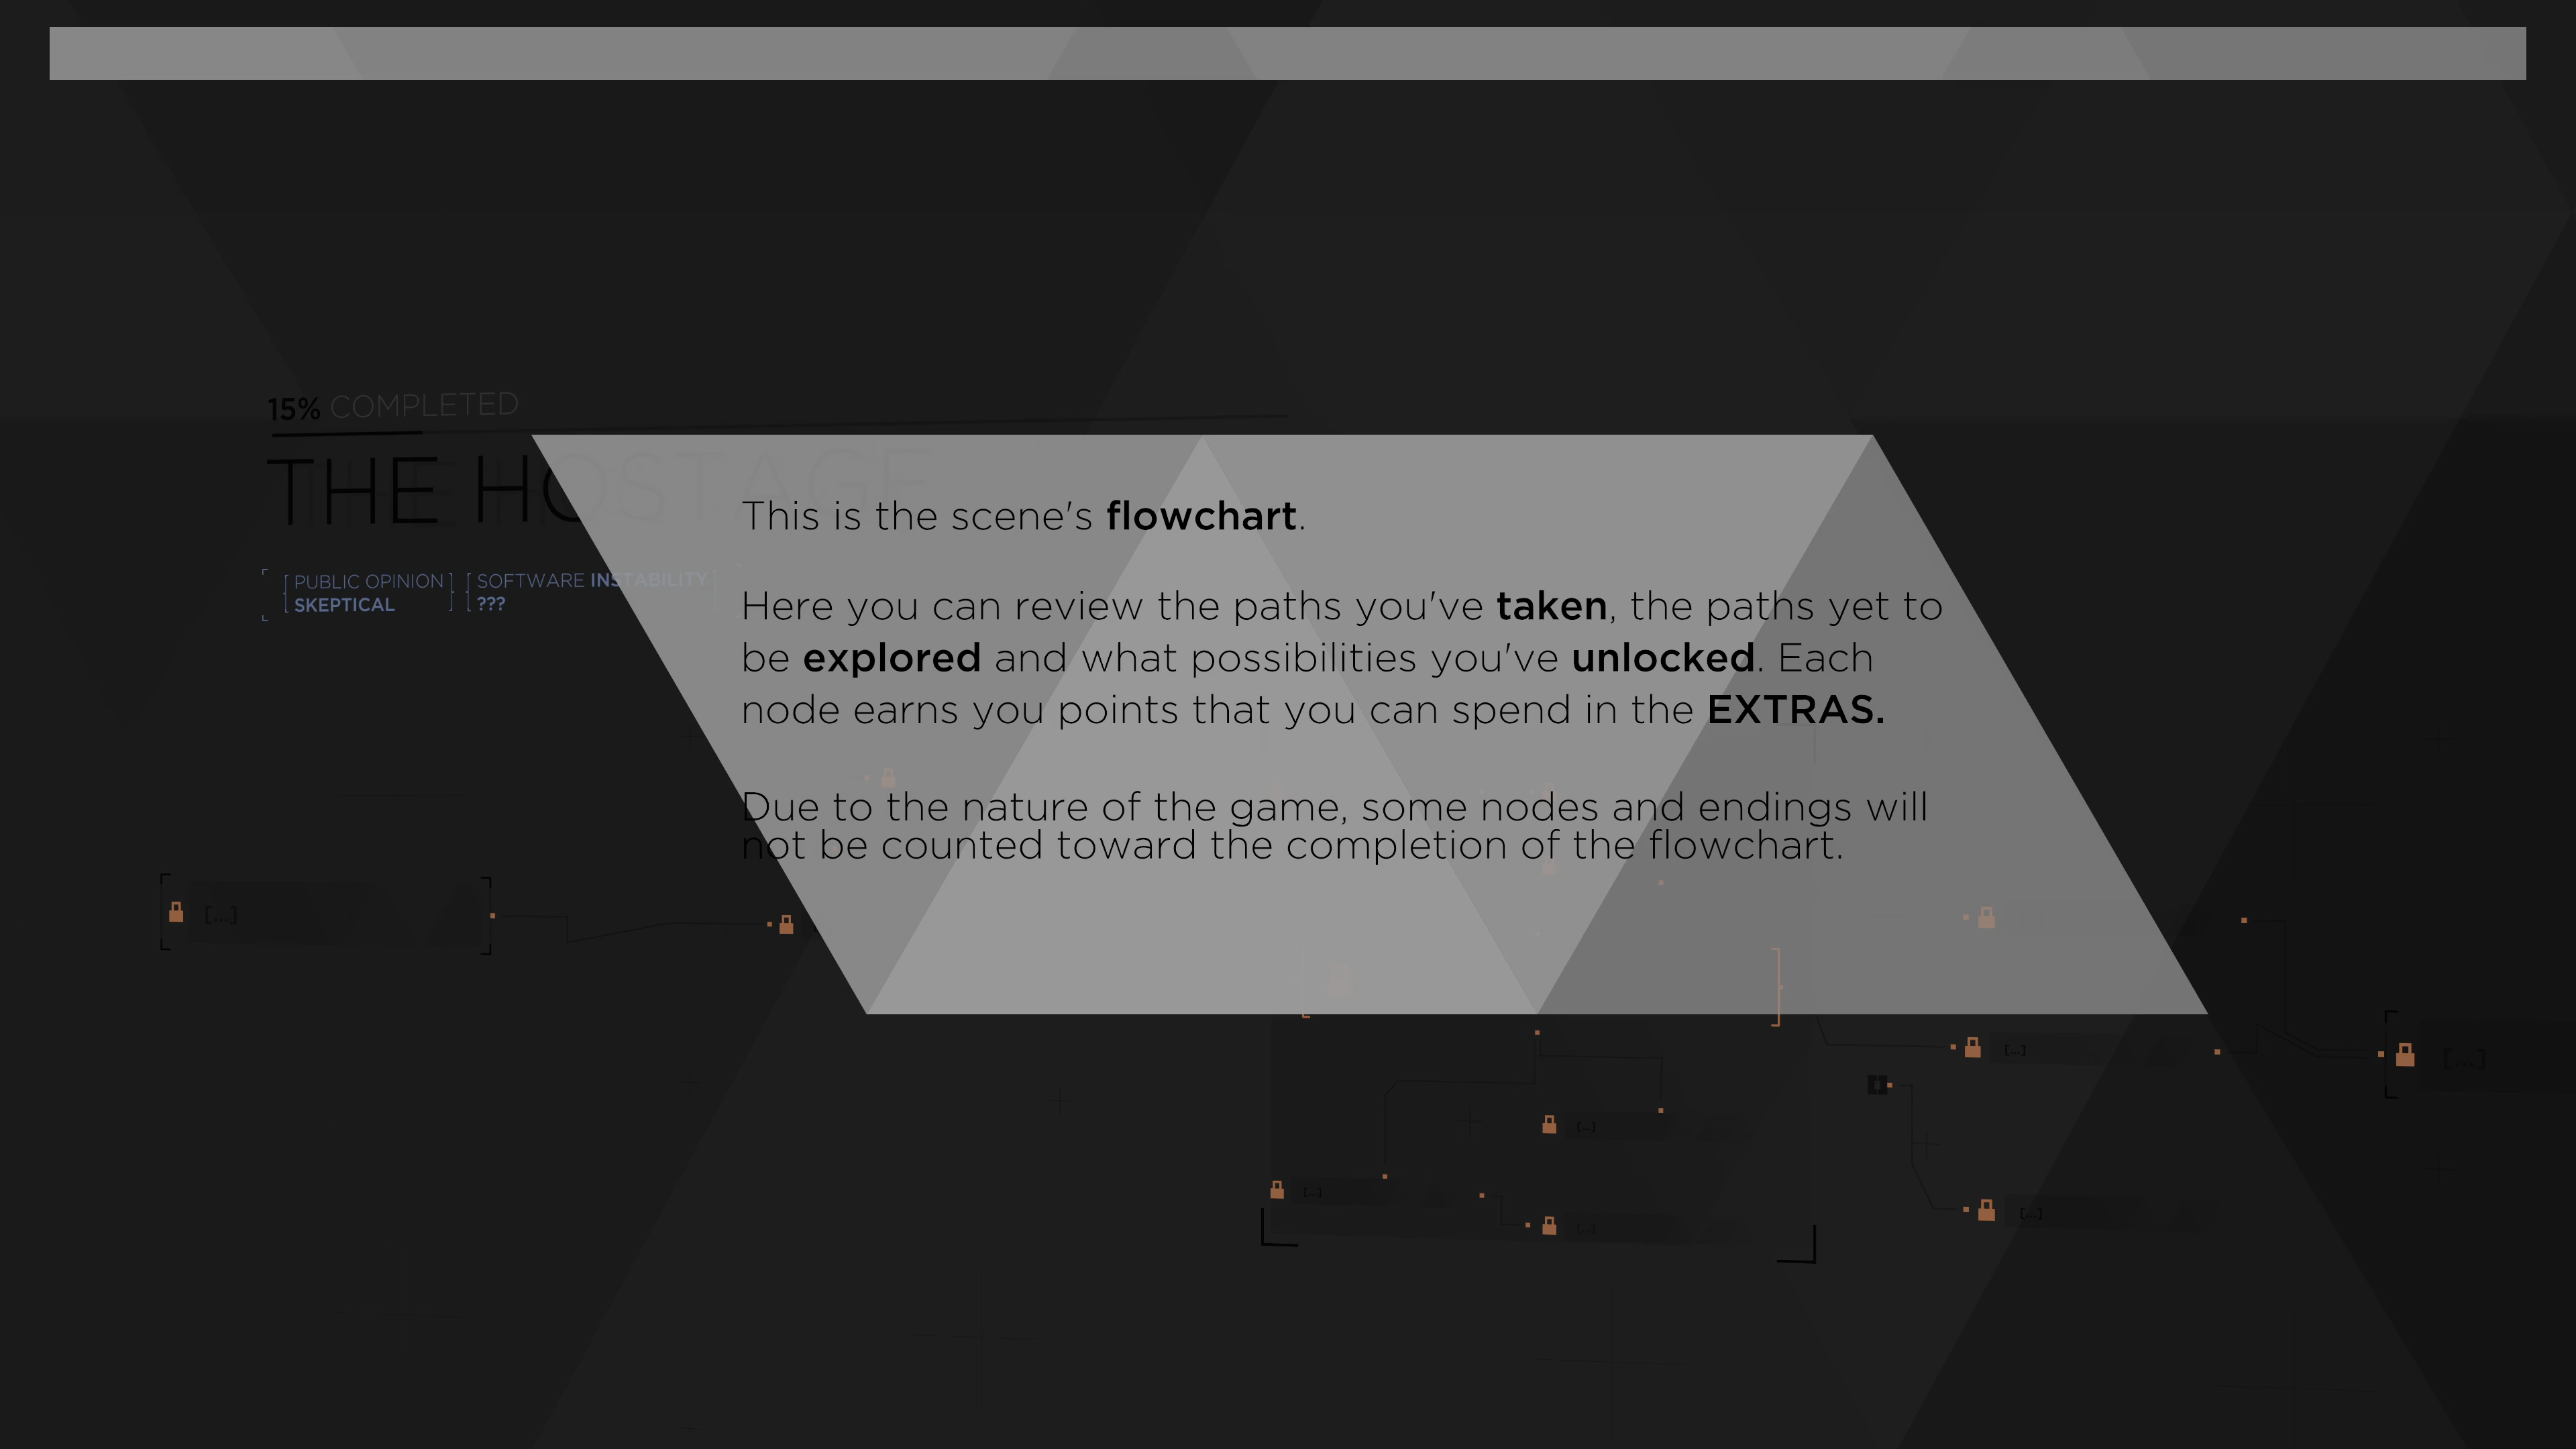 15% COMPLETED
THE HOSTAGE
PUBLIC OPINION
SKEPTICAL
SOFTWARE INSTABILITY
???
This is the scene's flowchart.
Here you can review the paths you've taken, the paths yet to
be explored and what possibilities you've unlocked. Each
node earns you points that you can spend in the EXTRAS.
Due to the nature of the game, some nodes and endings will
not be counted toward the completion of the flowchart.
[...]
[...]
[...]
[...]
[...]
[...]
[...]